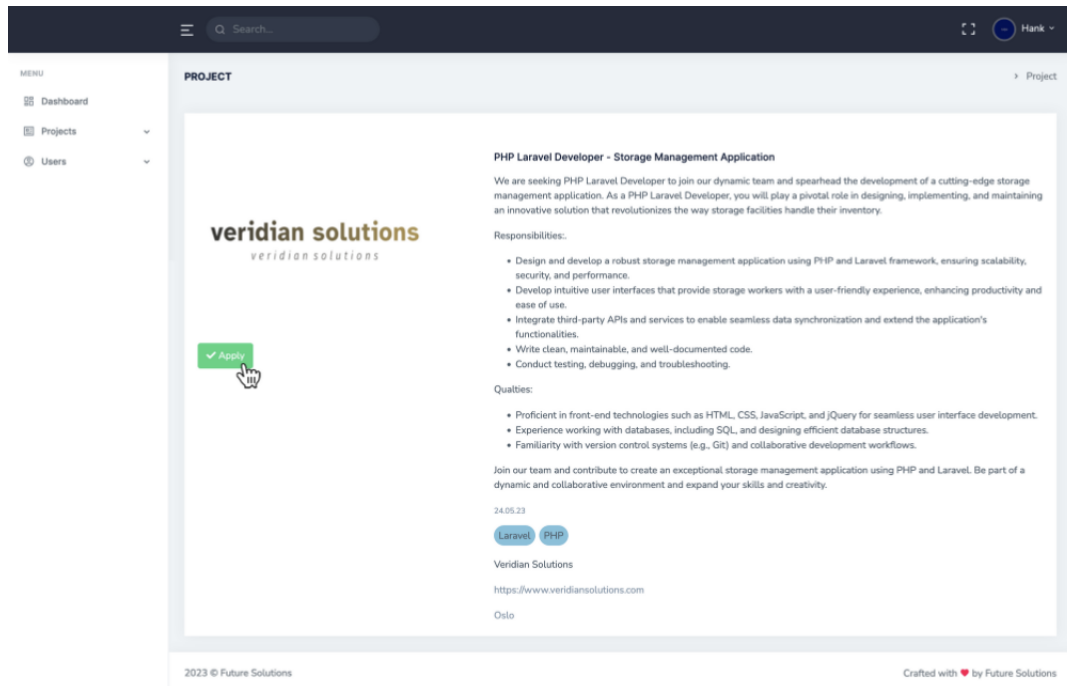 Search...
Hank
MENU
Dashboard
Projects
Users
PROJECT
› Project
veridian solutions
veridian solutions
Apply
PHP Laravel Developer - Storage Management Application
We are seeking PHP Laravel Developer to join our dynamic team and spearhead the development of a cutting-edge storage
management application. As a PHP Laravel Developer, you will play a pivotal role in designing, implementing, and maintaining
an innovative solution that revolutionizes the way storage facilities handle their inventory.
Responsibilities:.
• Design and develop a robust storage management application using PHP and Laravel framework, ensuring scalability,
security, and performance.
• Develop intuitive user interfaces that provide storage workers with a user-friendly experience, enhancing productivity and
ease of use.
• Integrate third-party APIs and services to enable seamless data synchronization and extend the application's
functionalities.
• Write clean, maintainable, and well-documented code.
• Conduct testing, debugging, and troubleshooting.
Qualties:
• Proficient in front-end technologies such as HTML, CSS, JavaScript, and jQuery for seamless user interface development.
• Experience working with databases, including SQL, and designing efficient database structures.
• Familiarity with version control systems (e.g., Git) and collaborative development workflows.
Join our team and contribute to create an exceptional storage management application using PHP and Laravel. Be part of a
dynamic and collaborative environment and expand your skills and creativity.
24.05.23
Laravel PHP
Veridian Solutions
https://www.veridiansolutions.com
Oslo
2023 © Future Solutions
Crafted with ♥ by Future Solutions